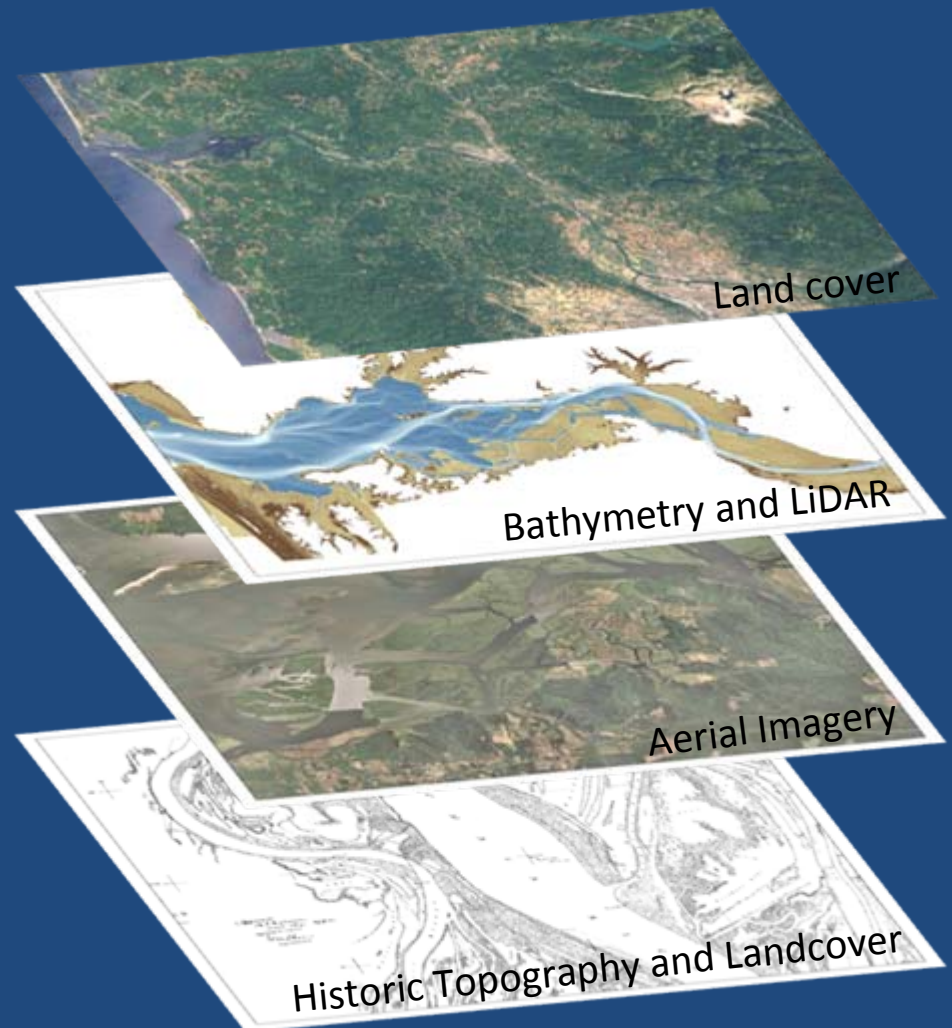 Land cover
Bathymetry and LiDAR
Aerial Imagery
Historic Topography and Landcover